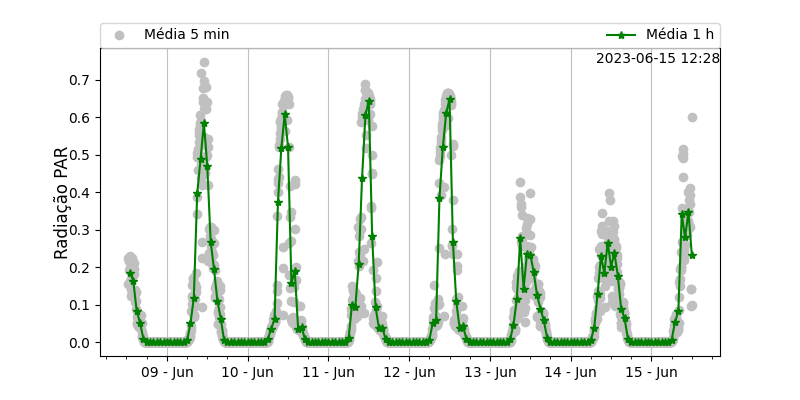 Média 5 min
Média 1 h
2023-06-15 12:28
Radiação PAR
0.7
0.6
0.5
0.4
0.3
0.2
0.1
0.0
09 - Jun
10 - Jun
11 - Jun
12 - Jun
13 - Jun
14 - Jun
15 - Jun